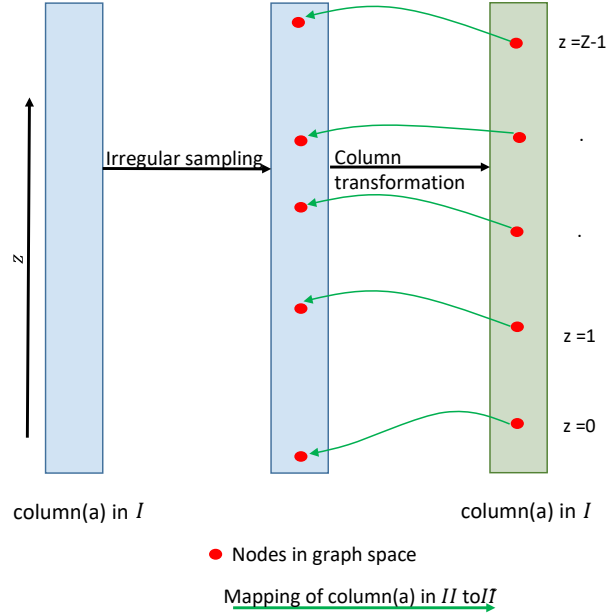 z =Z-1
Irregular sampling
Column
transformation
.
z
.
z =1
z =0
column(a) in I
column(a) in I
Nodes in graph space
Mapping of column(a) in II to